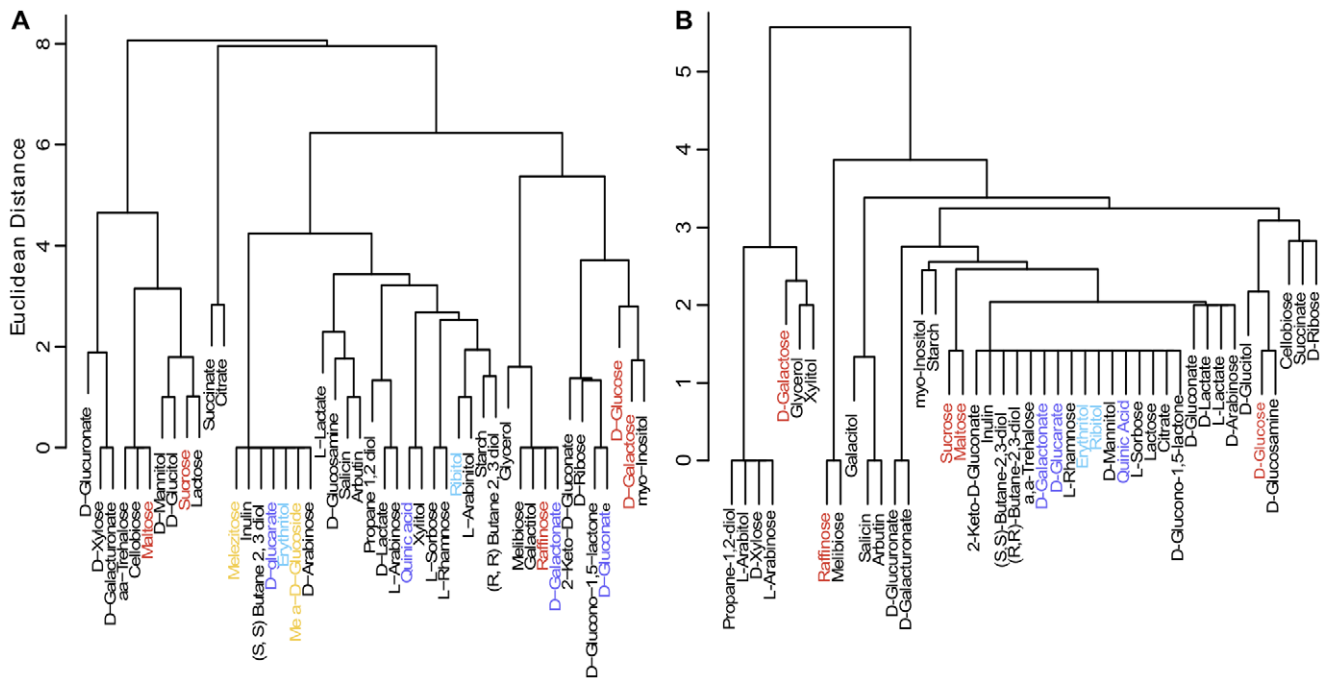 A
B
Euclidean Distance
8
6
4
2
0
D-Glucuronate
D-Xylose
D-Galacturonate
aa-Trehalose
Cellobiose
Maltose
D-Mannitol
D-Glucitol
Sucrose
Lactose
Succinate
Citrate
Melezitose
Inulin
(S, S) Butane 2, 3 diol
D-glucarate
Erythritol
Me a-D-Glucoside
D-Arabinose
L-Lactate
D-Glucosamine
Salicin
Arbutin
Propane 1,2 diol
D-Lactate
L-Arabinose
Quinic acid
Xylitol
L-Sorbose
L-Rhamnose
Ribitol
L-Arabinitol
Starch
(R, R) Butane 2, 3 diol
Glycerol
Melibiose
Galactitol
Raffinose
D-Galactonate
2-Keto-D-Gluconate
D-Ribose
D-Glucono-1,5-lactone
D-Gluconate
D-Glucose
D-Galactose
myo-Inositol
5
4
3
2
1
0
Propane-1,2-diol
L-Arabitol
D-Xylose
L-Arabinose
D-Galactose
Glycerol
Xylitol
Raffinose
Melibiose
Galacitol
Salicin
Arbutin
D-Glucuronate
D-Galacturonate
myo-Inositol
Starch
Sucrose
Maltose
2-Keto-D-Gluconate
Inulin
(S,S)-Butane-2,3-diol
(R,R)-Butane-2,3-diol
a,a-Trehalose
D-Galactonate
D-Glucarate
L-Rhamnose
Erythritol
Ribitol
D-Mannitol
Quinic Acid
L-Sorbose
Lactose
Citrate
D-Glucono-1,5-lactone
D-Gluconate
D-Lactate
L-Lactate
D-Arabinose
D-Glucitol
D-Glucose
D-Glucosamine
Cellobiose
Succinate
D-Ribose